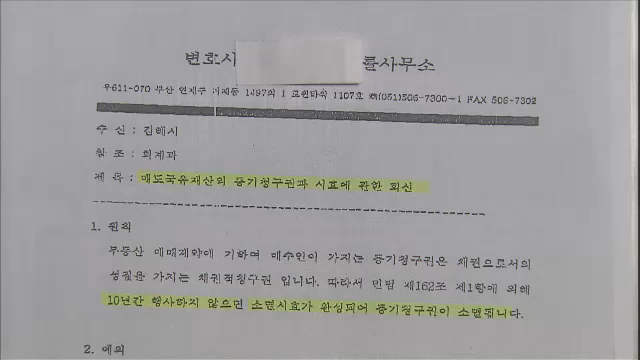 변호사 률사무소
우611-070 부산 연제구 거제동 1497의 1 로윈타워 1107호 ☎(051)506-7300~1 FAX 506-7302
수 신 : 김해시
참 조 : 회계과
제 목 : 매도국유재산의 등기청구권과 시효에 관한 회신
1. 원칙
부동산 매매계약에 기하여 매수인이 가지는 등기청구권은 채권으로서의
성질을 가지는 채권적청구권 입니다. 따라서 민법 제162조 제1항에 의해
10년간 행사하지 않으면 소멸시효가 완성되어 등기청구권이 소멸됩니다.
2. 예외